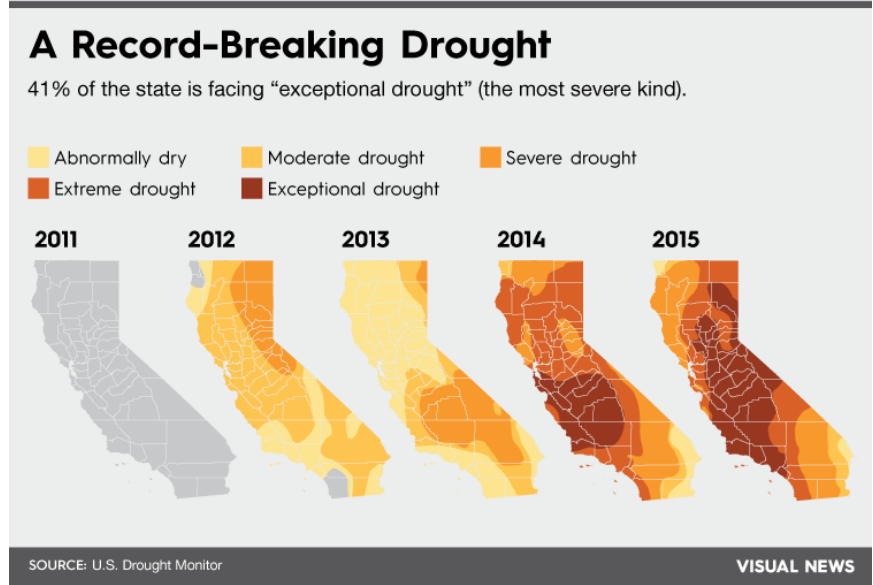 A Record-Breaking Drought
41% of the state is facing “exceptional drought” (the most severe kind).
Abnormally dry
Moderate drought
Severe drought
Extreme drought
Exceptional drought
2011
2012
2013
2014
2015
SOURCE: U.S. Drought Monitor
VISUAL NEWS